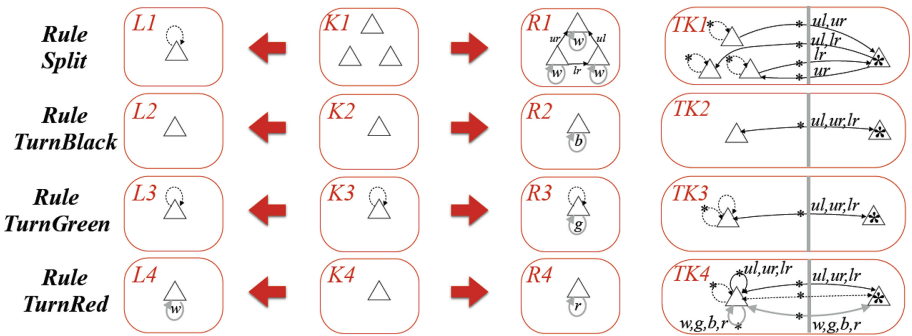 Rule Split L1 K1 R1 ur w ul w lr w TK1 * ul,ur * ul,lr * lr * ur * * * *
Rule TurnBlack L2 K2 R2 b TK2 * ul,ur,lr *
Rule TurnGreen L3 K3 R3 g TK3 * * ul,ur,lr *
Rule TurnRed L4 w K4 R4 r TK4 * ul,ur,lr * * ul,ur,lr * * w,g,b,r * * w,g,b,r